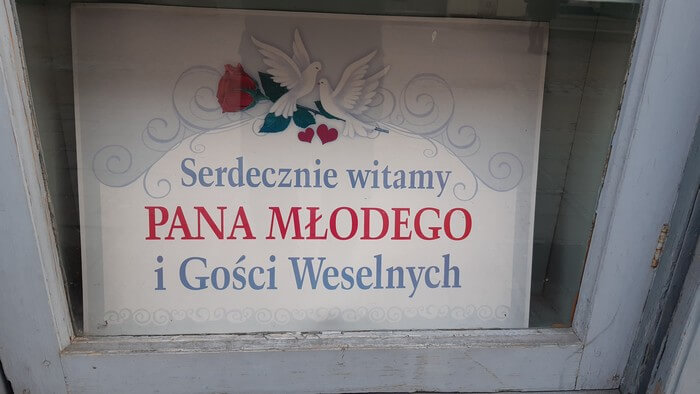 Serdecznie witamy
PANA MŁODEGO
i Gości Weselnych